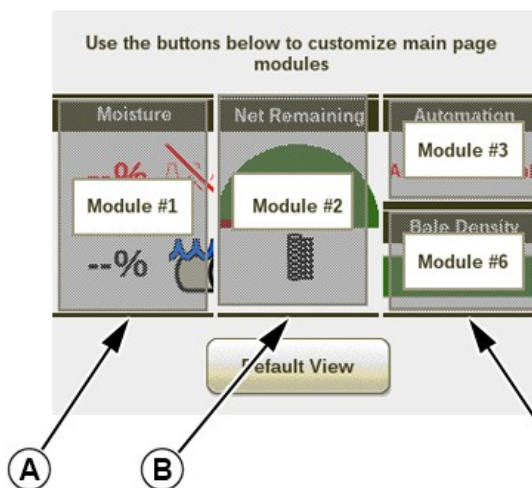 Use the buttons below to customize main page
modules
Moisture
Net Remaining
Automation
--%
Module #1
Module #2
Module #3
Bale Density
--%
Module #6
Default View
A
B